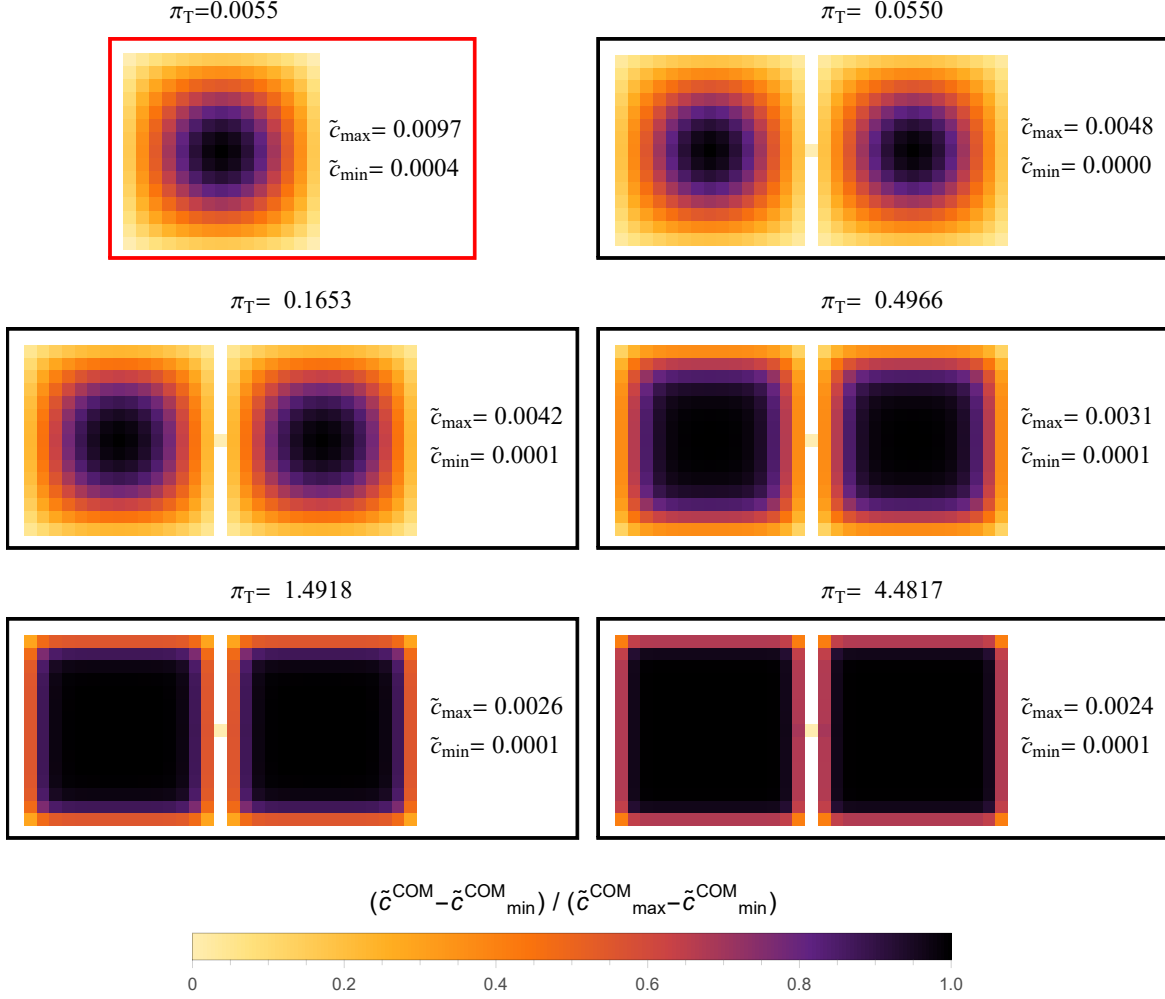 π_T=0.0055
π_T= 0.0550
c̃_max= 0.0097
c̃_min= 0.0004
c̃_max= 0.0048
c̃_min= 0.0000
π_T= 0.1653
π_T= 0.4966
c̃_max= 0.0042
c̃_min= 0.0001
c̃_max= 0.0031
c̃_min= 0.0001
π_T= 1.4918
π_T= 4.4817
c̃_max= 0.0026
c̃_min= 0.0001
c̃_max= 0.0024
c̃_min= 0.0001
(c̃^COM−c̃^COM_min) / (c̃^COM_max−c̃^COM_min)
0 0.2 0.4 0.6 0.8 1.0